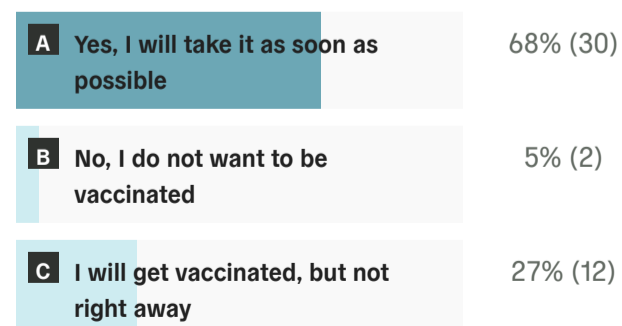 A Yes, I will take it as soon as 68% (30)
possible
B No, I do not want to be 5% (2)
vaccinated
C I will get vaccinated, but not 27% (12)
right away